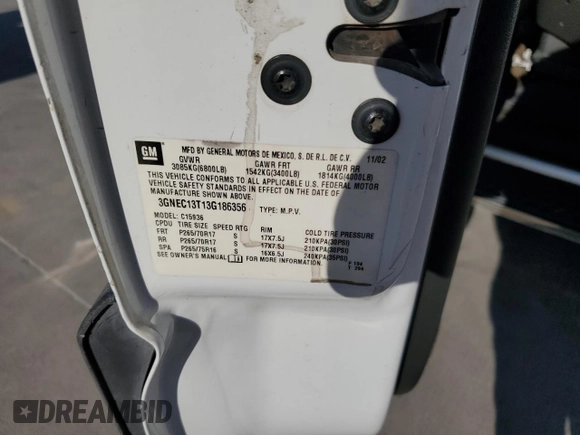 GM
MFD BY GENERAL MOTORS DE MEXICO, S. DE R.L. DE C.V. 11/02
GVWR GAWR FRT GAWR RR
3085KG(6800LB) 1542KG(3400LB) 1814KG(4000LB)
THIS VEHICLE CONFORMS TO ALL APPLICABLE U.S. FEDERAL MOTOR
VEHICLE SAFETY STANDARDS IN EFFECT ON THE DATE OF
MANUFACTURE SHOWN ABOVE.
3GNEC13T13G186356 TYPE: M.P.V.
MODEL: C15936
CPDU TIRE SIZE SPEED RTG RIM COLD TIRE PRESSURE
FRT P265/70R17 S 17X7.5J 210KPA(30PSI)
RR P265/70R17 S 17X7.5J 210KPA(30PSI)
SPA P265/75R16 S 16X6.5J 240KPA(35PSI)
SEE OWNER'S MANUAL FOR MORE INFORMATION.
DREAMBID